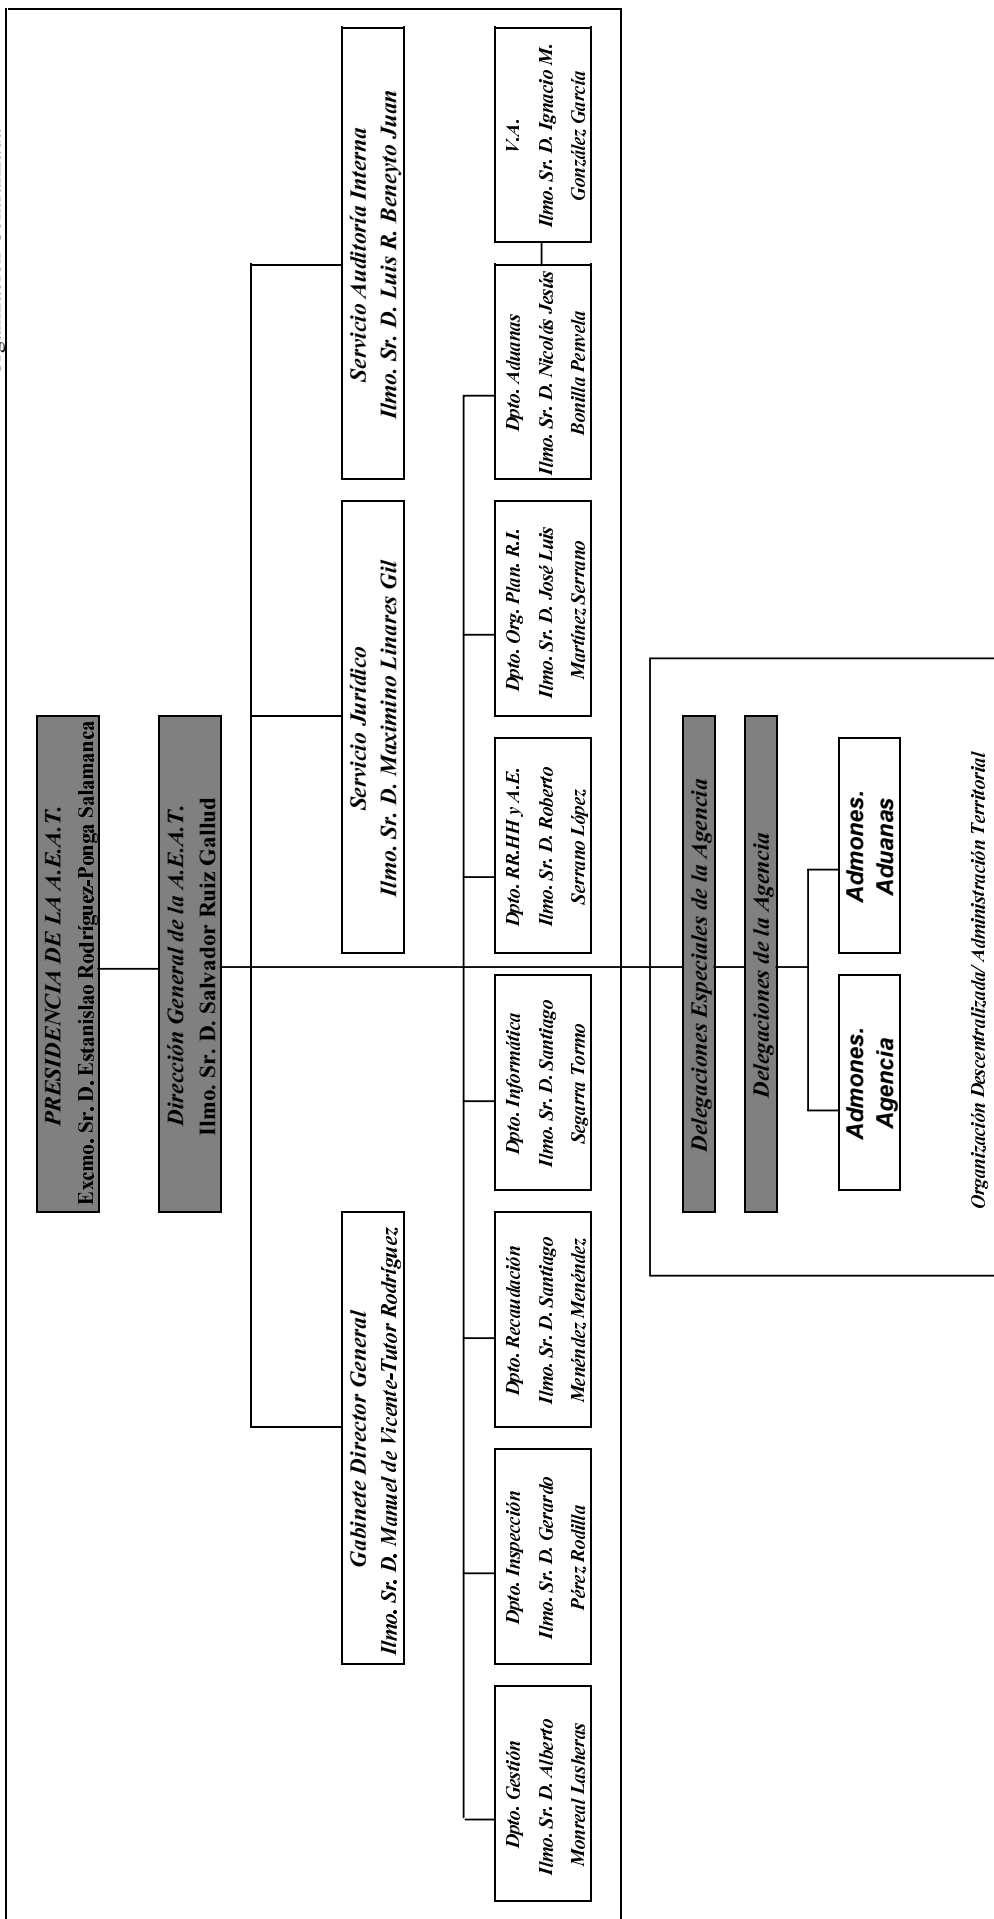 PRESIDENCIA DE LA A.E.A.T.
Excmo. Sr. D. Estanislao Rodríguez-Ponga Salamanca
Dirección General de la A.E.A.T.
Ilmo. Sr. D. Salvador Ruiz Gallud
Gabinete Director General
Ilmo. Sr. D. Manuel de Vicente-Tutor Rodríguez
Servicio Jurídico
Ilmo. Sr. D. Maximino Linares Gil
Servicio Auditoría Interna
Ilmo. Sr. D. Luis R. Beneyto Juan
Dpto. Gestión
Ilmo. Sr. D. Alberto
Monreal Lasheras
Dpto. Inspección
Ilmo. Sr. D. Gerardo
Pérez Rodilla
Dpto. Recaudación
Ilmo. Sr. D. Santiago
Menéndez Menéndez
Dpto. Informática
Ilmo. Sr. D. Santiago
Segarra Tormo
Dpto. RR.HH y A.E.
Ilmo. Sr. D. Roberto
Serrano López
Dpto. Org. Plan. R.I.
Ilmo. Sr. D. José Luis
Martínez Serrano
Dpto. Aduanas
Ilmo. Sr. D. Nicolás Jesús
Bonilla Penvela
V.A.
Ilmo. Sr. D. Ignacio M.
González García
Delegaciones Especiales de la Agencia
Delegaciones de la Agencia
Admones.
Agencia
Admones.
Aduanas
Organización Descentralizada/ Administración Territorial